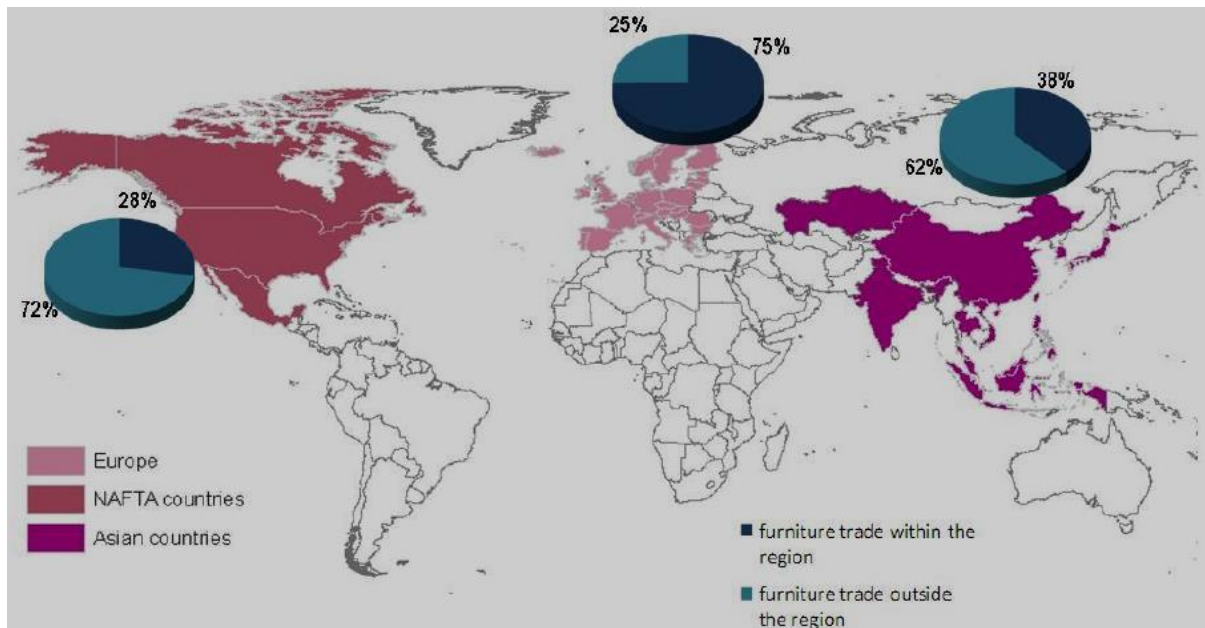 25%
75%
38%
62%
28%
72%
Europe
NAFTA countries
Asian countries
furniture trade within the
region
furniture trade outside
the region